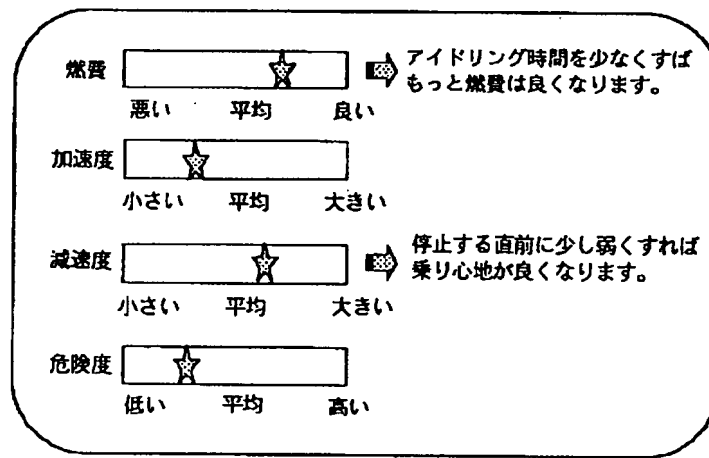 燃費
アイドリング時間を少なくすば
もっと燃費は良くなります。
悪い 平均 良い
加速度
小さい 平均 大きい
減速度
停止する直前に少し弱くすれば
乗り心地が良くなります。
小さい 平均 大きい
危険度
低い 平均 高い